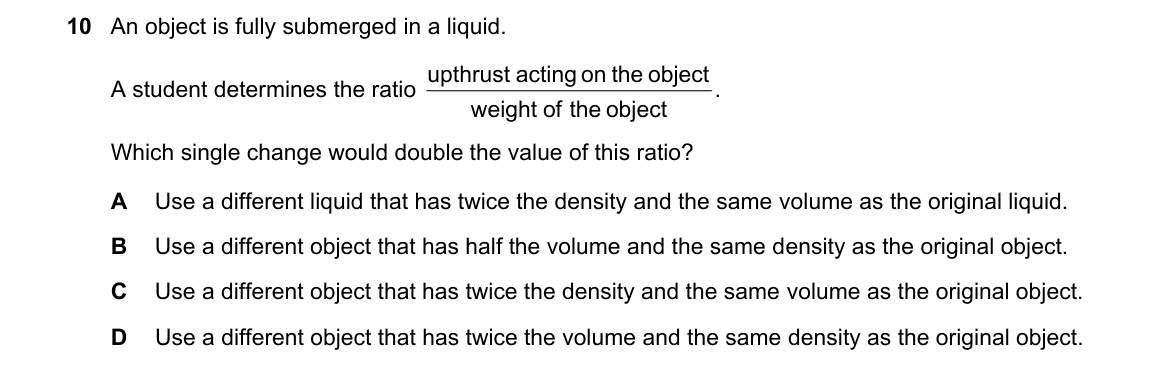 10 An object is fully submerged in a liquid.
A student determines the ratio upthrust acting on the object / weight of the object.
Which single change would double the value of this ratio?
A Use a different liquid that has twice the density and the same volume as the original liquid.
B Use a different object that has half the volume and the same density as the original object.
C Use a different object that has twice the density and the same volume as the original object.
D Use a different object that has twice the volume and the same density as the original object.